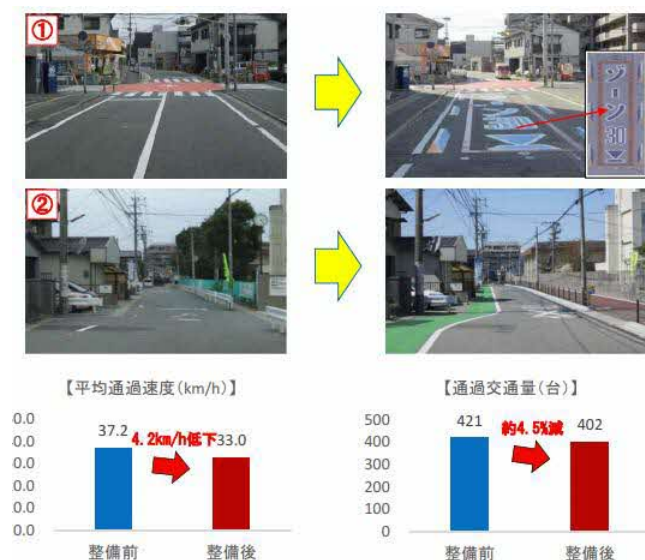 ①
ゾーン30
②
【平均通過速度(km/h)】
0.0
0.0
0.0
0.0
0.0
0.0
37.2
4.2km/h低下
33.0
整備前
整備後
【通過交通量(台)】
500
400
300
200
100
0
421
約4.5%減
402
整備前
整備後